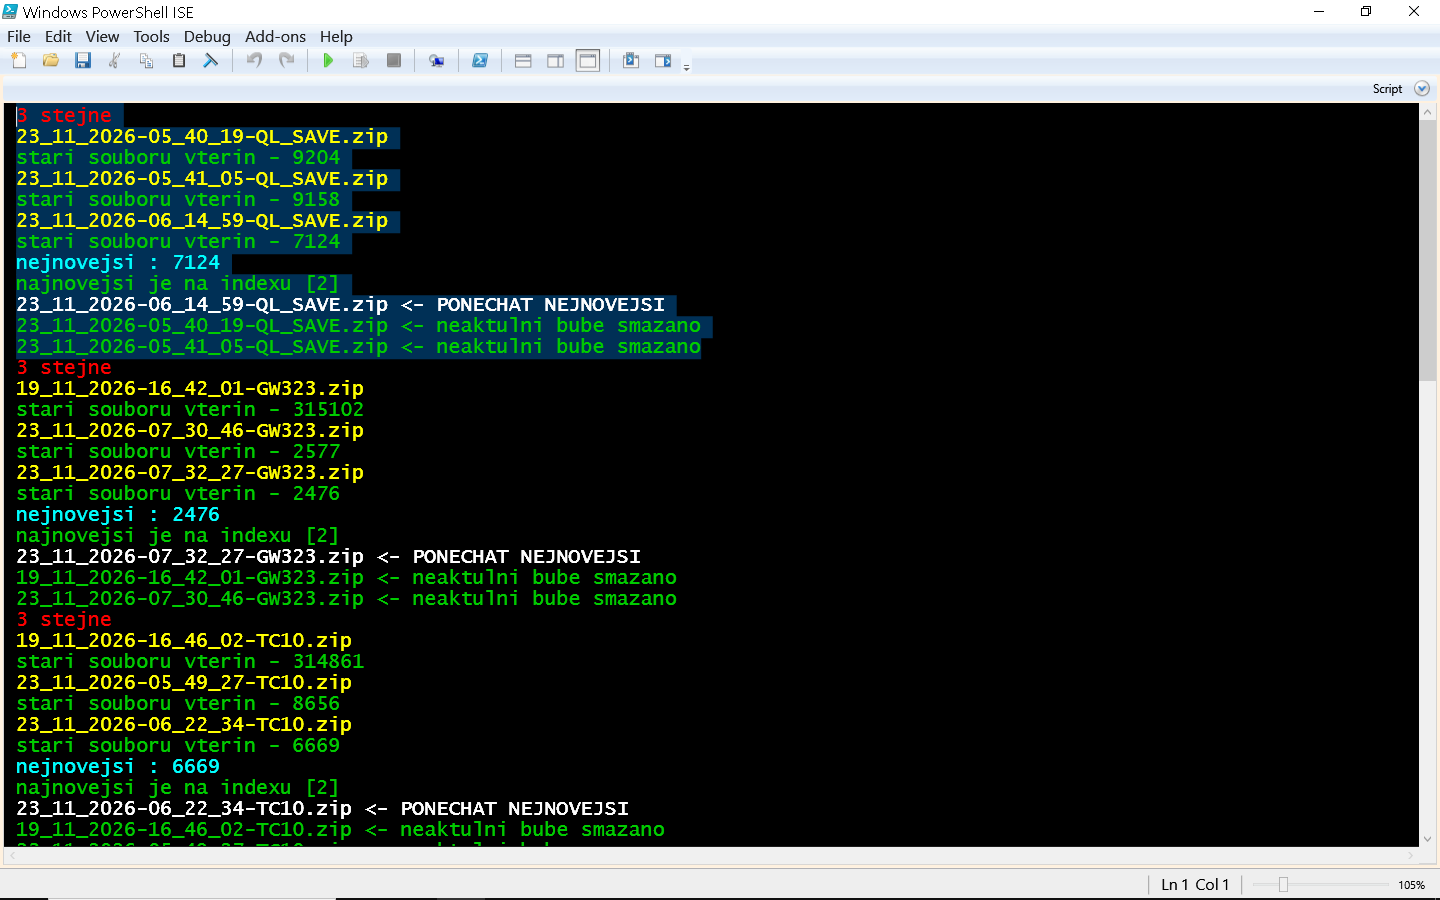 Windows PowerShell ISE
File Edit View Tools Debug Add-ons Help
Script
3 stejne
23_11_2026-05_40_19-QL_SAVE.zip
stari souboru vterin - 9204
23_11_2026-05_41_05-QL_SAVE.zip
stari souboru vterin - 9158
23_11_2026-06_14_59-QL_SAVE.zip
stari souboru vterin - 7124
nejnovejsi : 7124
najnovejsi je na indexu [2]
23_11_2026-06_14_59-QL_SAVE.zip <- PONECHAT NEJNOVEJSI
23_11_2026-05_40_19-QL_SAVE.zip <- neaktulni bube smazano
23_11_2026-05_41_05-QL_SAVE.zip <- neaktulni bube smazano
3 stejne
19_11_2026-16_42_01-GW323.zip
stari souboru vterin - 315102
23_11_2026-07_30_46-GW323.zip
stari souboru vterin - 2577
23_11_2026-07_32_27-GW323.zip
stari souboru vterin - 2476
nejnovejsi : 2476
najnovejsi je na indexu [2]
23_11_2026-07_32_27-GW323.zip <- PONECHAT NEJNOVEJSI
19_11_2026-16_42_01-GW323.zip <- neaktulni bube smazano
23_11_2026-07_30_46-GW323.zip <- neaktulni bube smazano
3 stejne
19_11_2026-16_46_02-TC10.zip
stari souboru vterin - 314861
23_11_2026-05_49_27-TC10.zip
stari souboru vterin - 8656
23_11_2026-06_22_34-TC10.zip
stari souboru vterin - 6669
nejnovejsi : 6669
najnovejsi je na indexu [2]
23_11_2026-06_22_34-TC10.zip <- PONECHAT NEJNOVEJSI
19_11_2026-16_46_02-TC10.zip <- neaktulni bube smazano
Ln 1 Col 1
105%